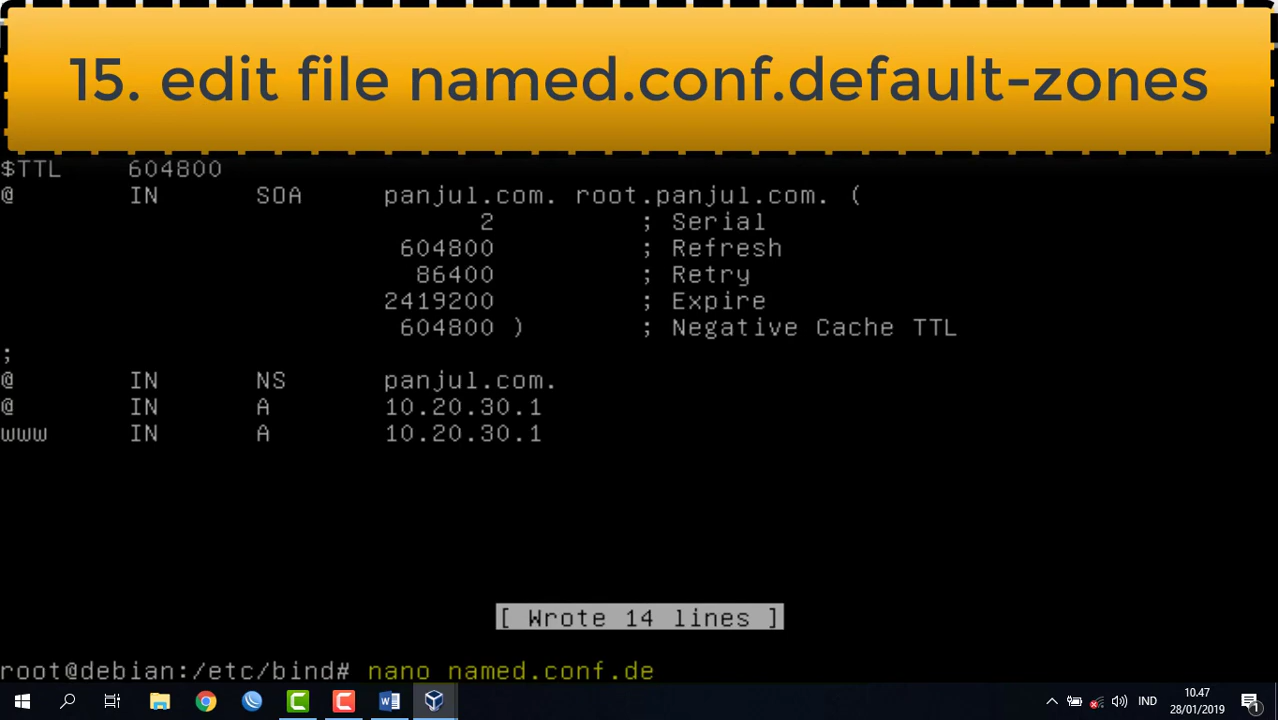 15. edit file named.conf.default-zones
$TTL 604800
@ IN SOA panjul.com. root.panjul.com. (
2 ; Serial
604800 ; Refresh
86400 ; Retry
2419200 ; Expire
604800 ) ; Negative Cache TTL
;
@ IN NS panjul.com.
@ IN A 10.20.30.1
www IN A 10.20.30.1
[ Wrote 14 lines ]
root@debian:/etc/bind# nano named.conf.de
IND
10.47
28/01/2019
1